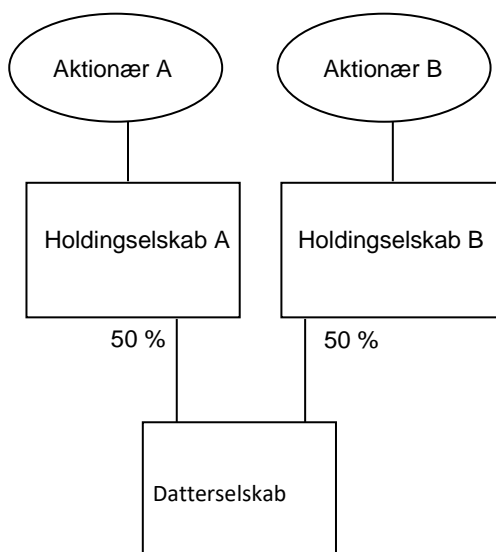 Aktionær A
Aktionær B
Holdingselskab A
Holdingselskab B
50 %
50 %
Datterselskab